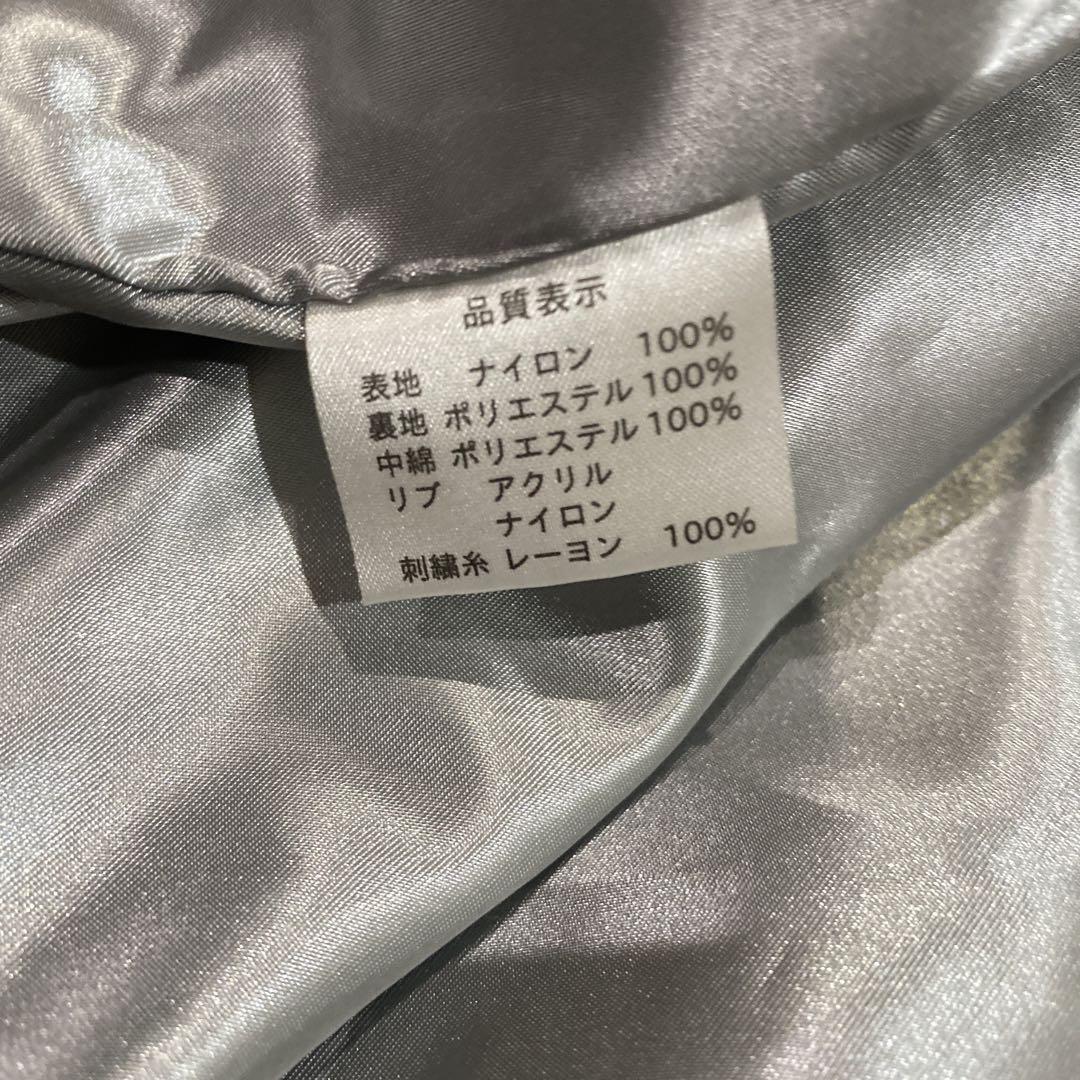 品質表示
表地 ナイロン 100%
裏地 ポリエステル 100%
中綿 ポリエステル 100%
リブ アクリル
ナイロン
刺繍糸 レーヨン 100%